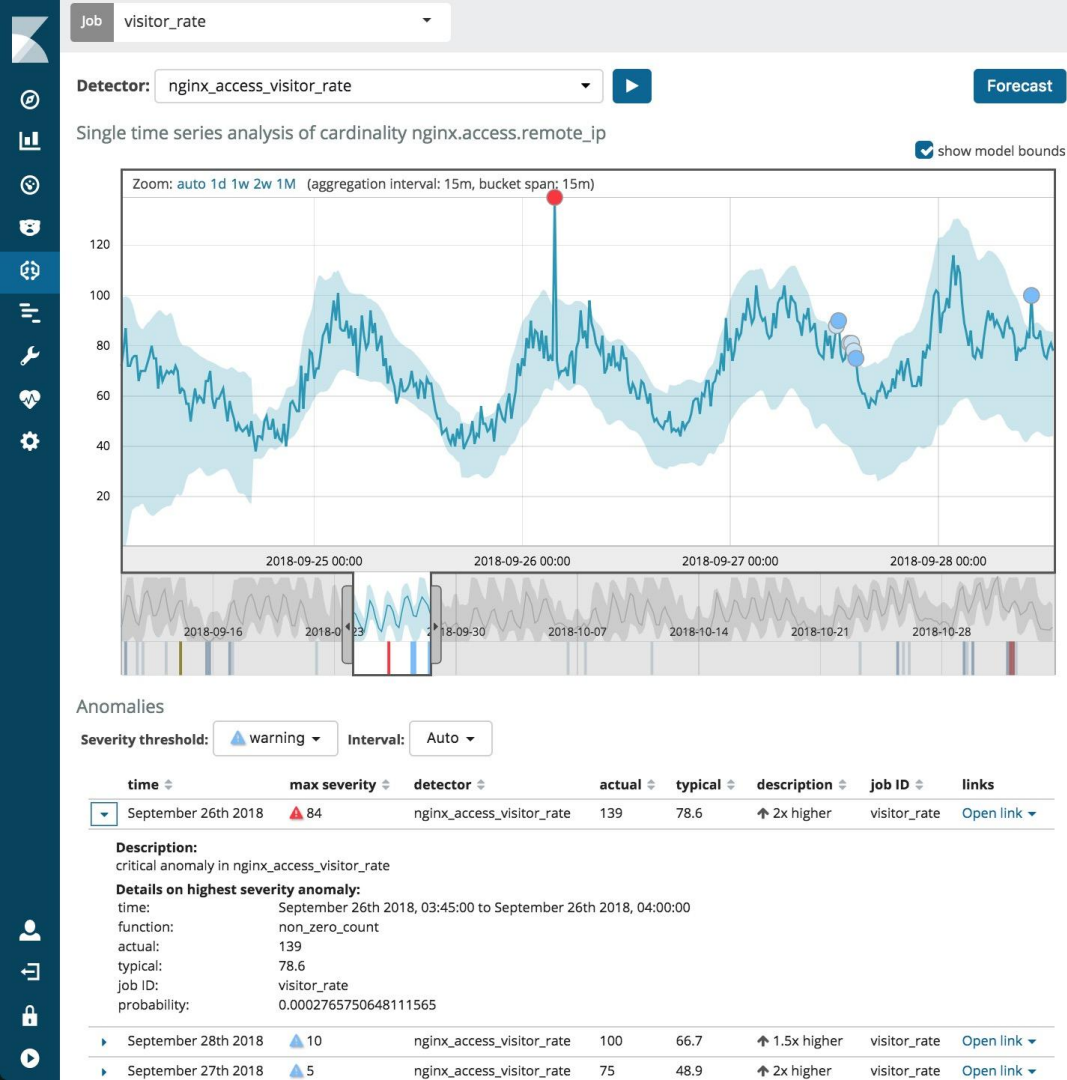 Job visitor_rate
Detector: nginx_access_visitor_rate Forecast
Single time series analysis of cardinality nginx.access.remote_ip
show model bounds
Zoom: auto 1d 1w 2w 1M (aggregation interval: 15m, bucket span: 15m)
120
100
80
60
40
20
2018-09-25 00:00 2018-09-26 00:00 2018-09-27 00:00 2018-09-28 00:00
2018-09-16 2018-0 23 18-09-30 2018-10-07 2018-10-14 2018-10-21 2018-10-28
Anomalies
Severity threshold: warning Interval: Auto
time max severity detector actual typical description job ID links
September 26th 2018 84 nginx_access_visitor_rate 139 78.6 2x higher visitor_rate Open link
Description:
critical anomaly in nginx_access_visitor_rate
Details on highest severity anomaly:
time: September 26th 2018, 03:45:00 to September 26th 2018, 04:00:00
function: non_zero_count
actual: 139
typical: 78.6
job ID: visitor_rate
probability: 0.0002765750648111565
September 28th 2018 10 nginx_access_visitor_rate 100 66.7 1.5x higher visitor_rate Open link
September 27th 2018 5 nginx_access_visitor_rate 75 48.9 2x higher visitor_rate Open link